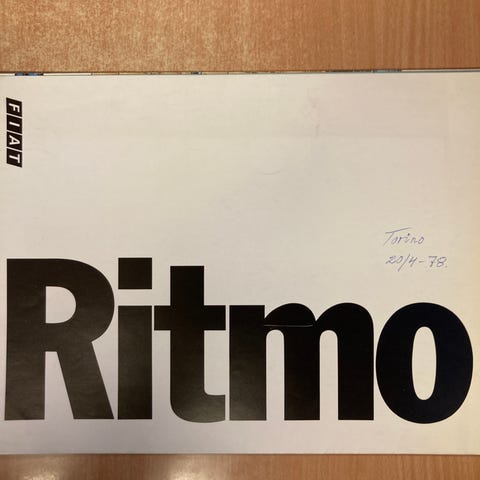 FIAT
Torino
20/4-78.
Ritmo